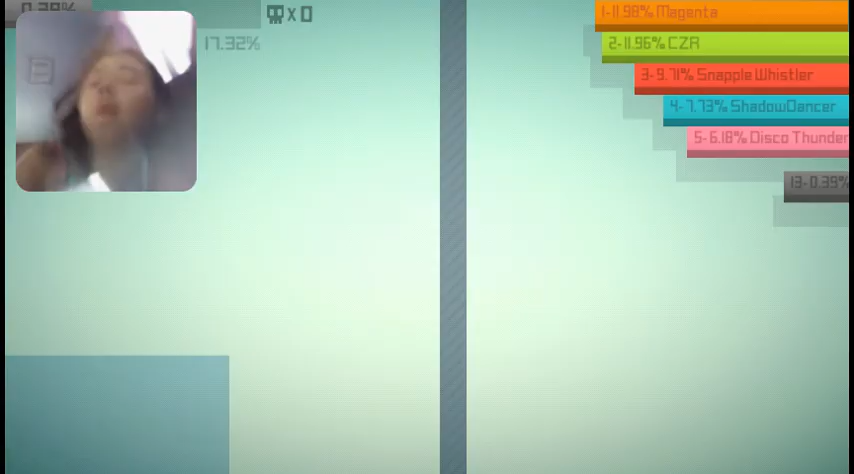 0.39%
x 0
17.32%
1-11.98% Magenta
2-11.96% CZR
3-9.71% Snapple Whistler
4-7.73% ShadowDancer
5-6.18% Disco Thunder
13-0.39%